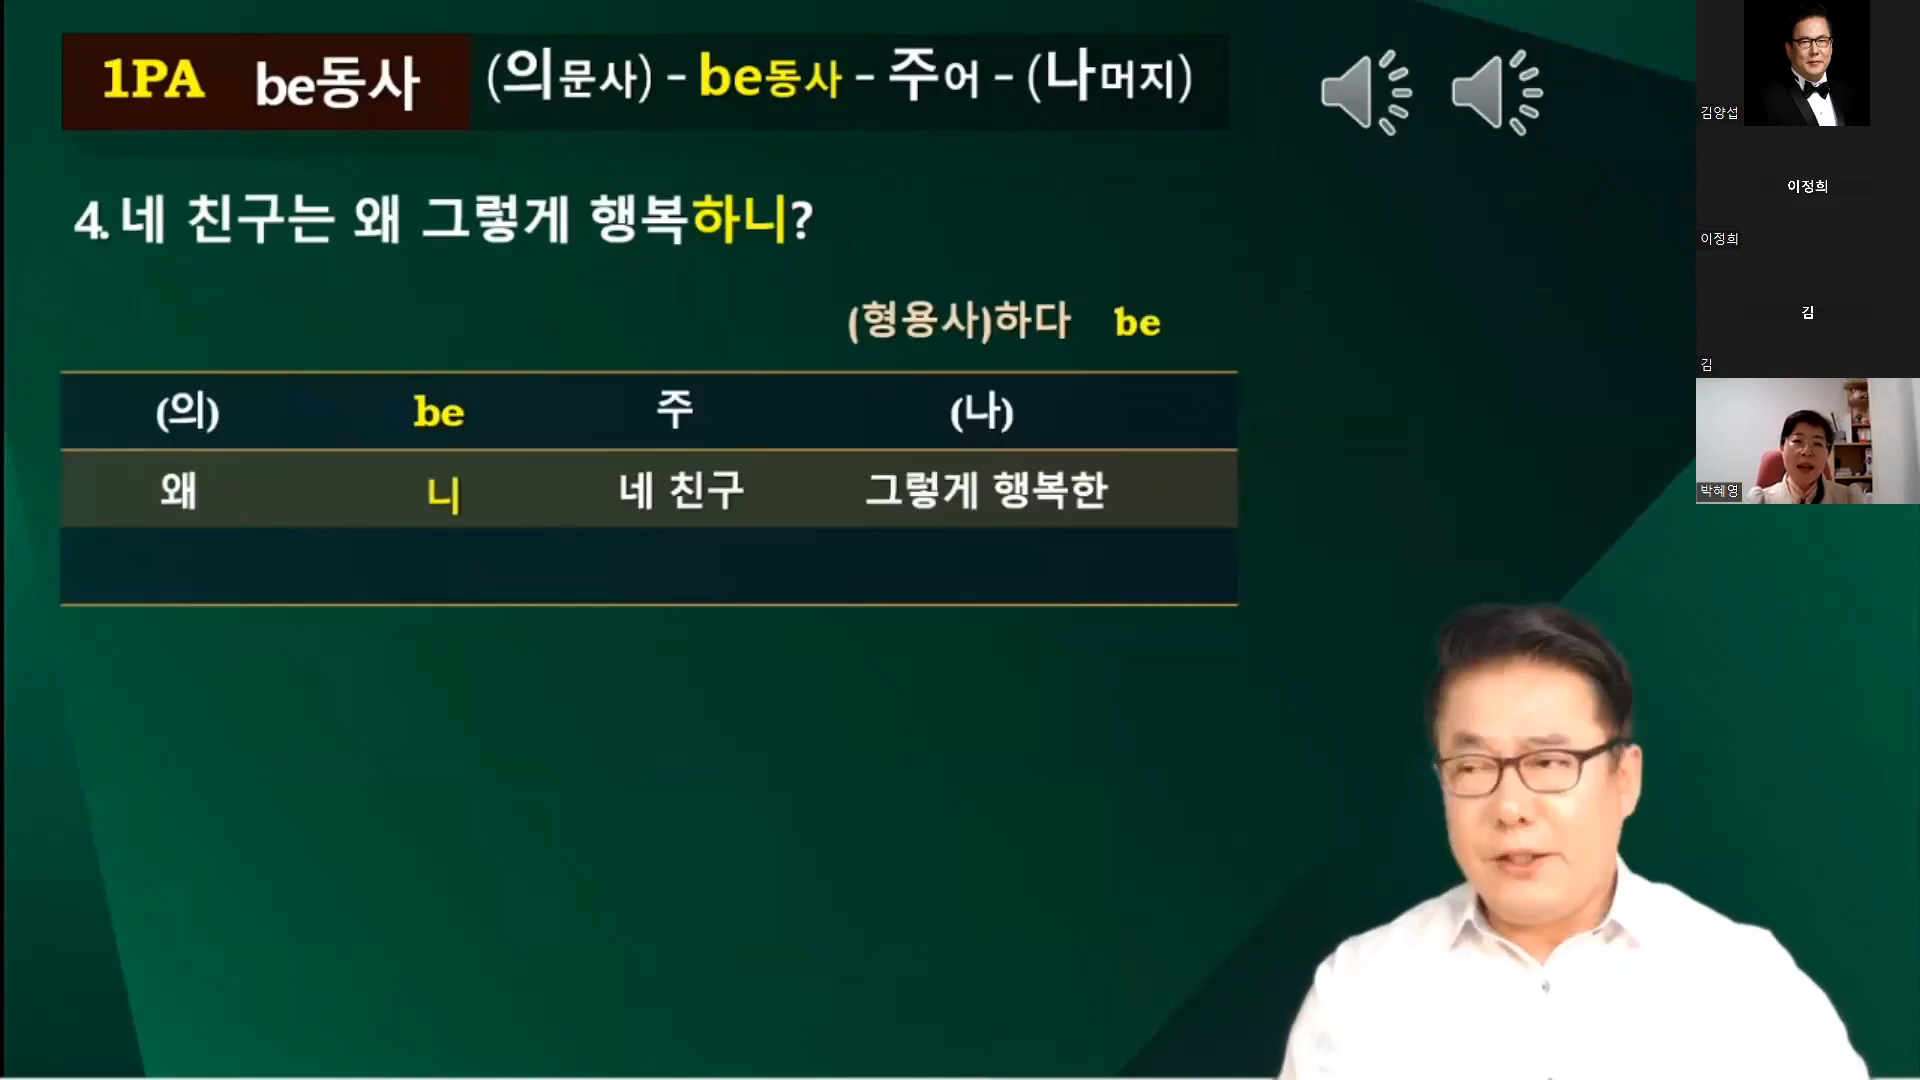 1PA be동사 (의문사) - be동사 - 주어 - (나머지)
4. 네 친구는 왜 그렇게 행복하니?
(형용사)하다 be
(의) be 주 (나)
왜 니 네 친구 그렇게 행복한
김양섭
이정희
이정희
김
김
박혜영